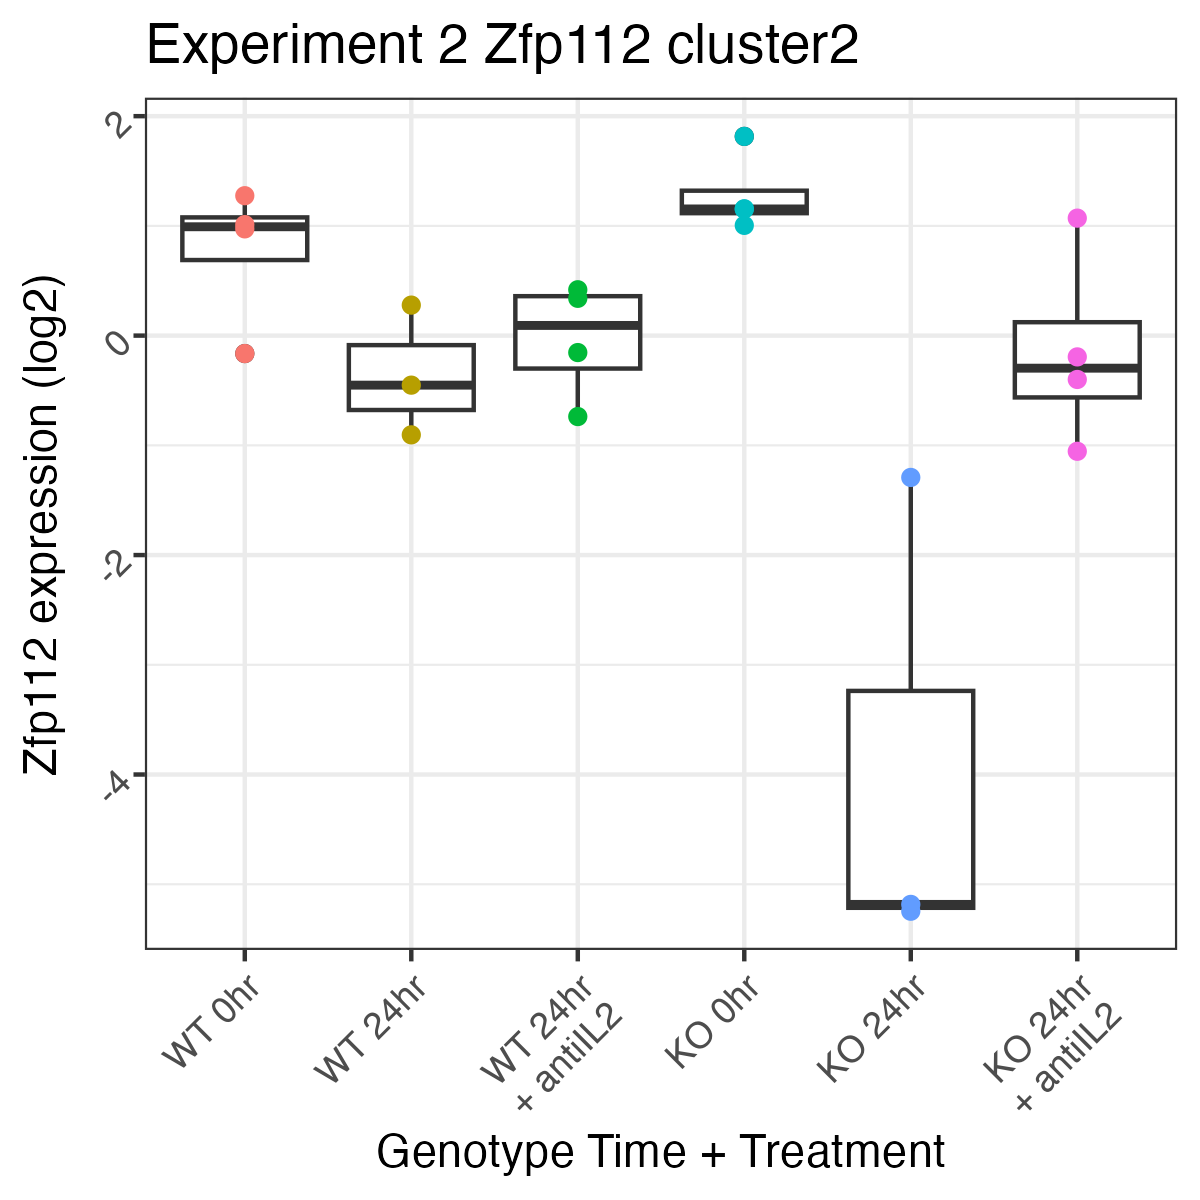 Experiment 2 Zfp112 cluster2
Zfp112 expression (log2)
2
0
-2
-4
WT 0hr
WT 24hr
WT 24hr
+ antiIL2
KO 0hr
KO 24hr
KO 24hr
+ antiIL2
Genotype Time + Treatment